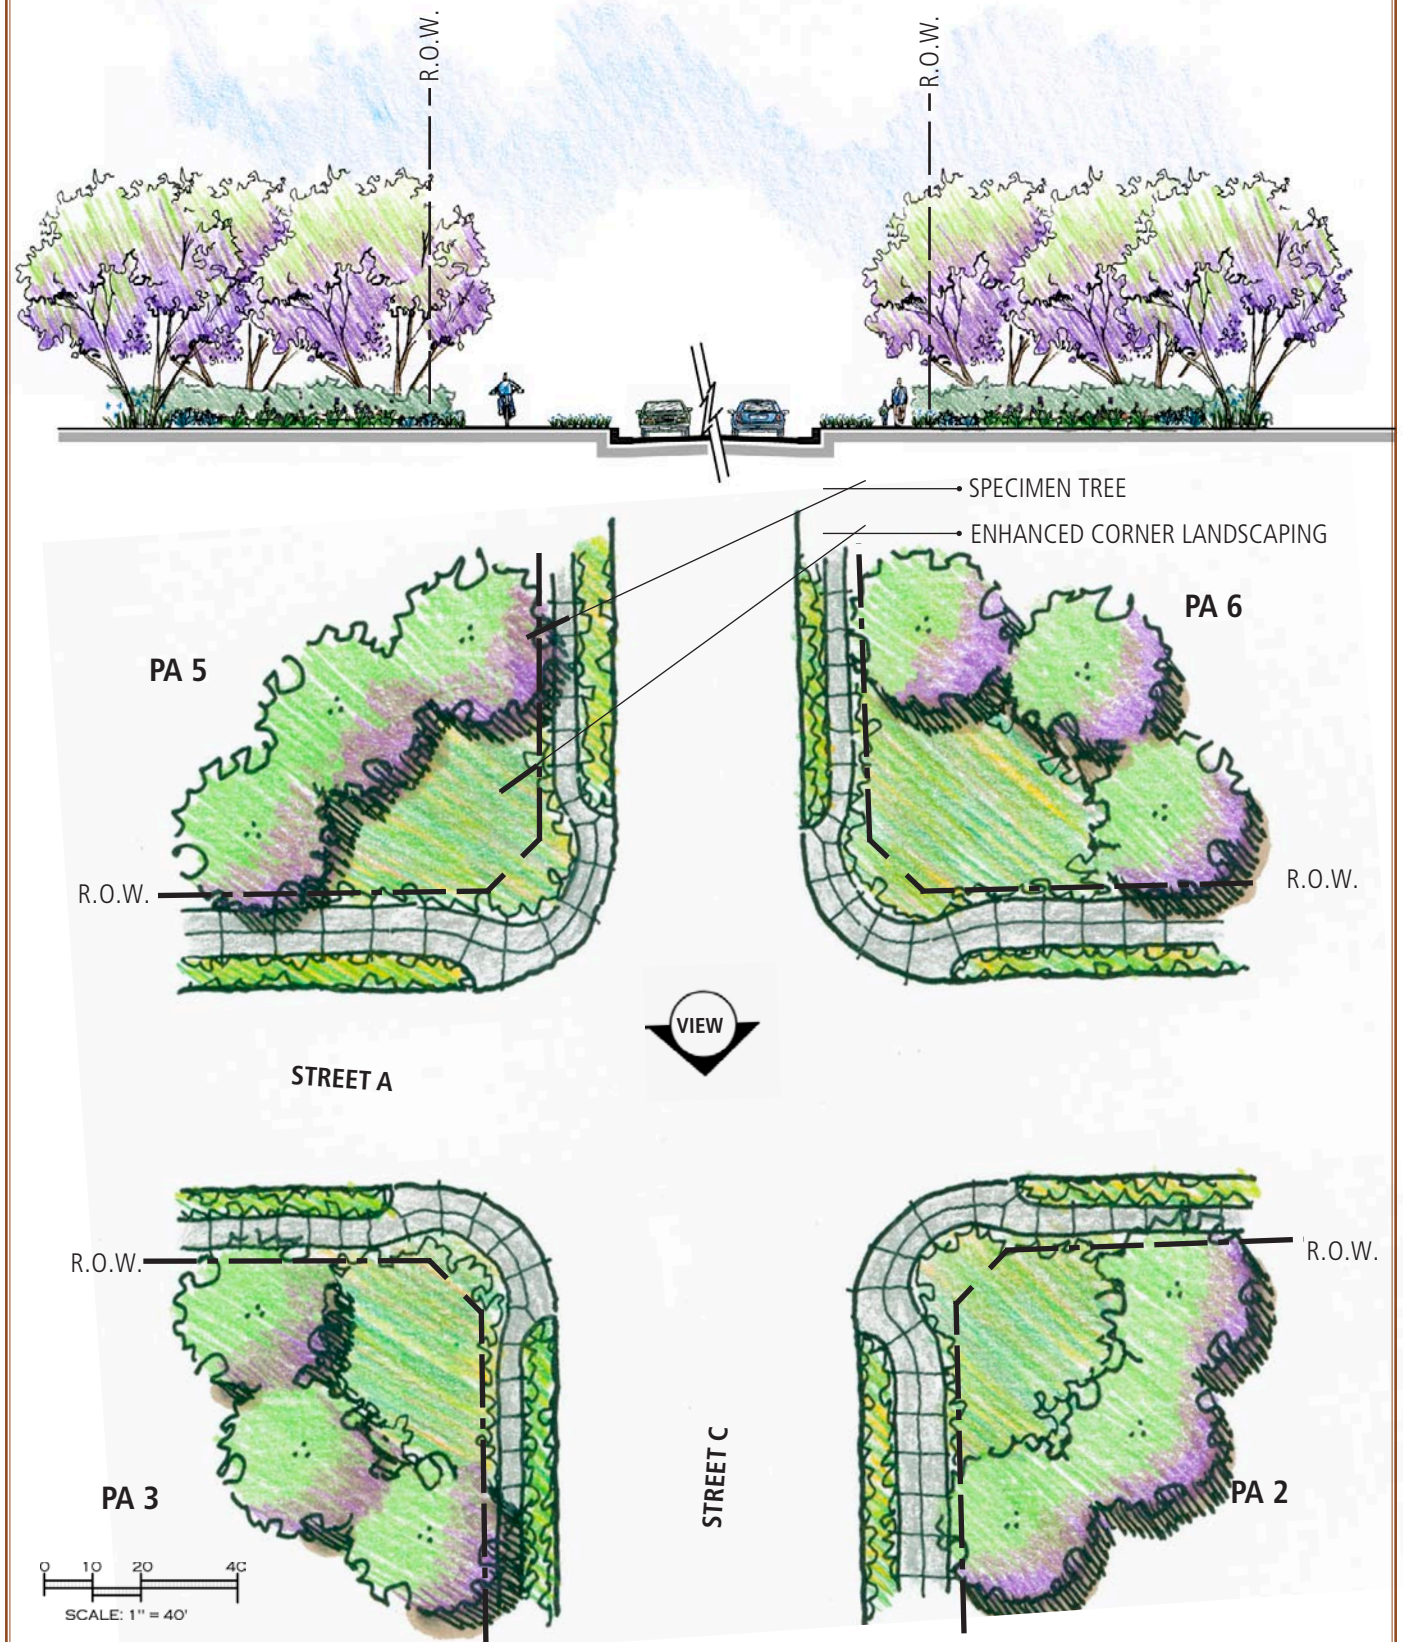 R.O.W.
R.O.W.
SPECIMEN TREE
ENHANCED CORNER LANDSCAPING
PA 5
PA 6
R.O.W.
R.O.W.
VIEW
STREET A
R.O.W.
R.O.W.
STREET C
PA 3
PA 2
0 10 20 40
SCALE: 1" = 40'